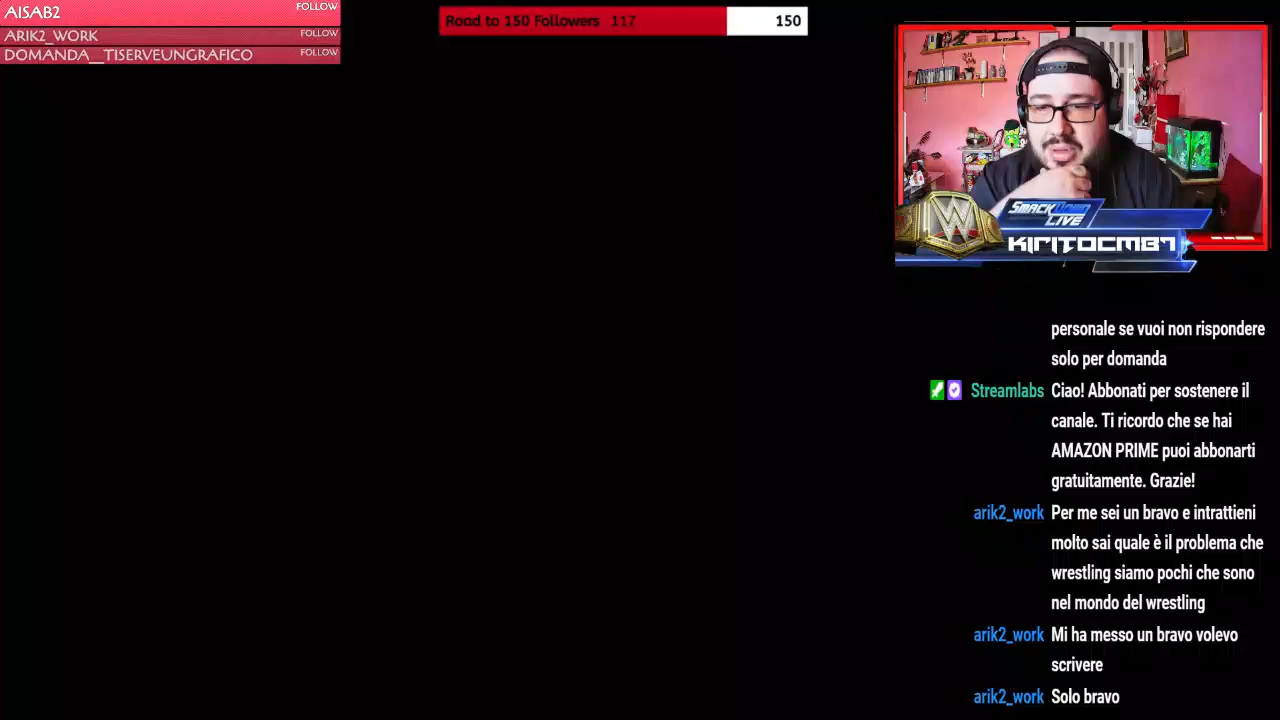 AISAB2 FOLLOW
ARIK2_WORK FOLLOW
DOMANDA__TISERVEUNGRAFICO FOLLOW
Road to 150 Followers 117 150
SMACKDOWN
LIVE
KIRITOCM87
personale se vuoi non rispondere
solo per domanda
Streamlabs Ciao! Abbonati per sostenere il
canale. Ti ricordo che se hai
AMAZON PRIME puoi abbonarti
gratuitamente. Grazie!
arik2_work Per me sei un bravo e intrattieni
molto sai quale è il problema che
wrestling siamo pochi che sono
nel mondo del wrestling
arik2_work Mi ha messo un bravo volevo
scrivere
arik2_work Solo bravo